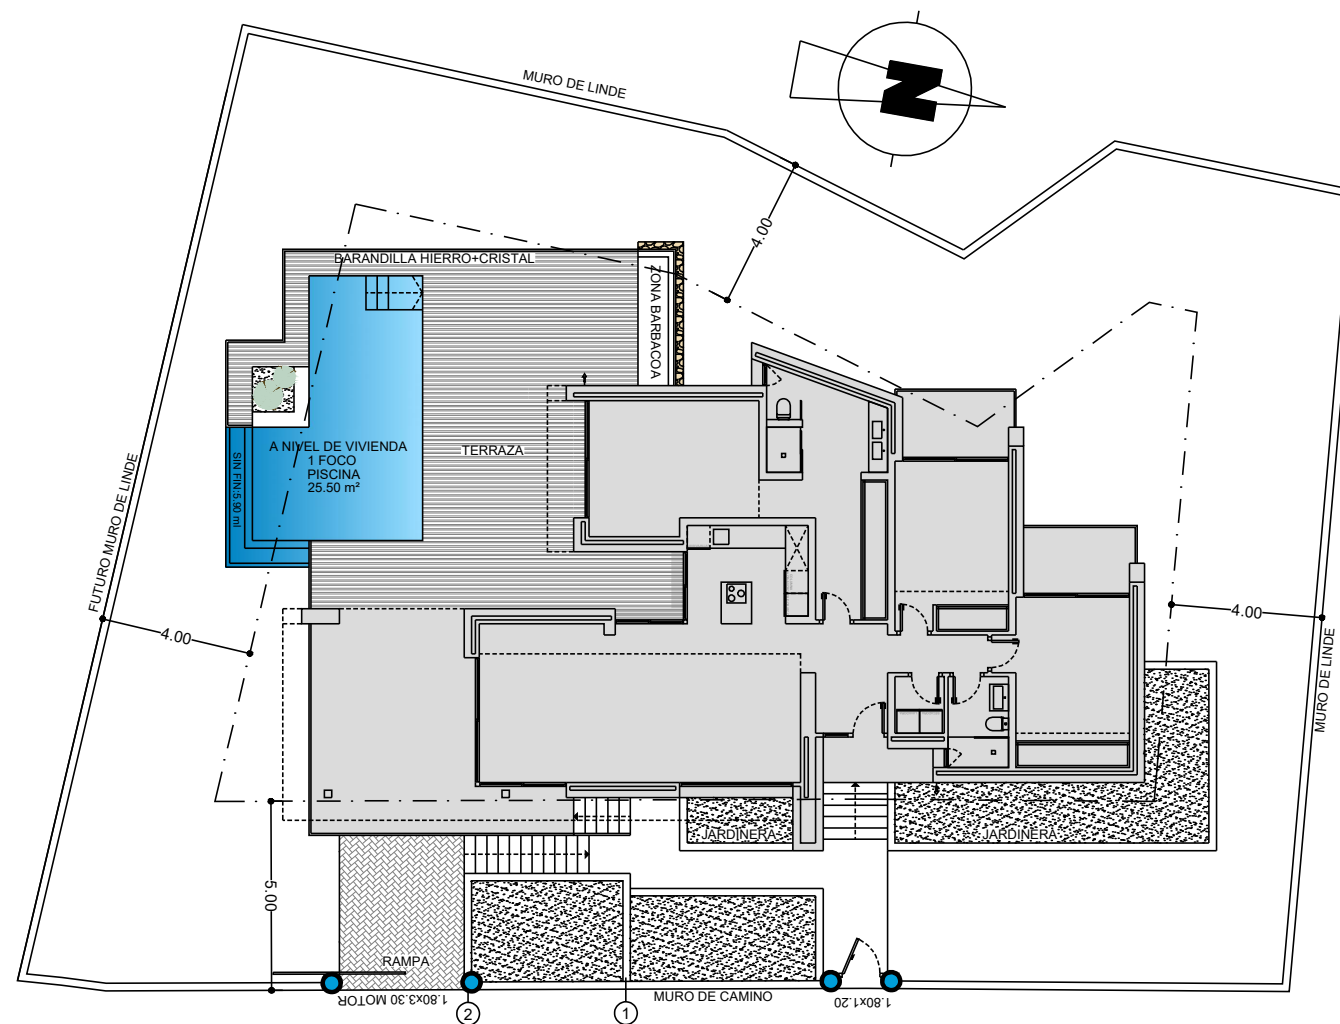 MURO DE LINDE
N
4.00
BARANDILLA HIERRO+CRISTAL
ZONA BARBACOA
A NIVEL DE VIVIENDA
1 FOCO
PISCINA
25.50 m²
SIN FIN:5.90 ml
TERRAZA
FUTURO MURO DE LINDE
4.00
4.00
MURO DE LINDE
JARDINERA
JARDINERA
5.00
RAMPA
1.80x3.30 MOTOR
MURO DE CAMINO
1.80x1.20
2
1